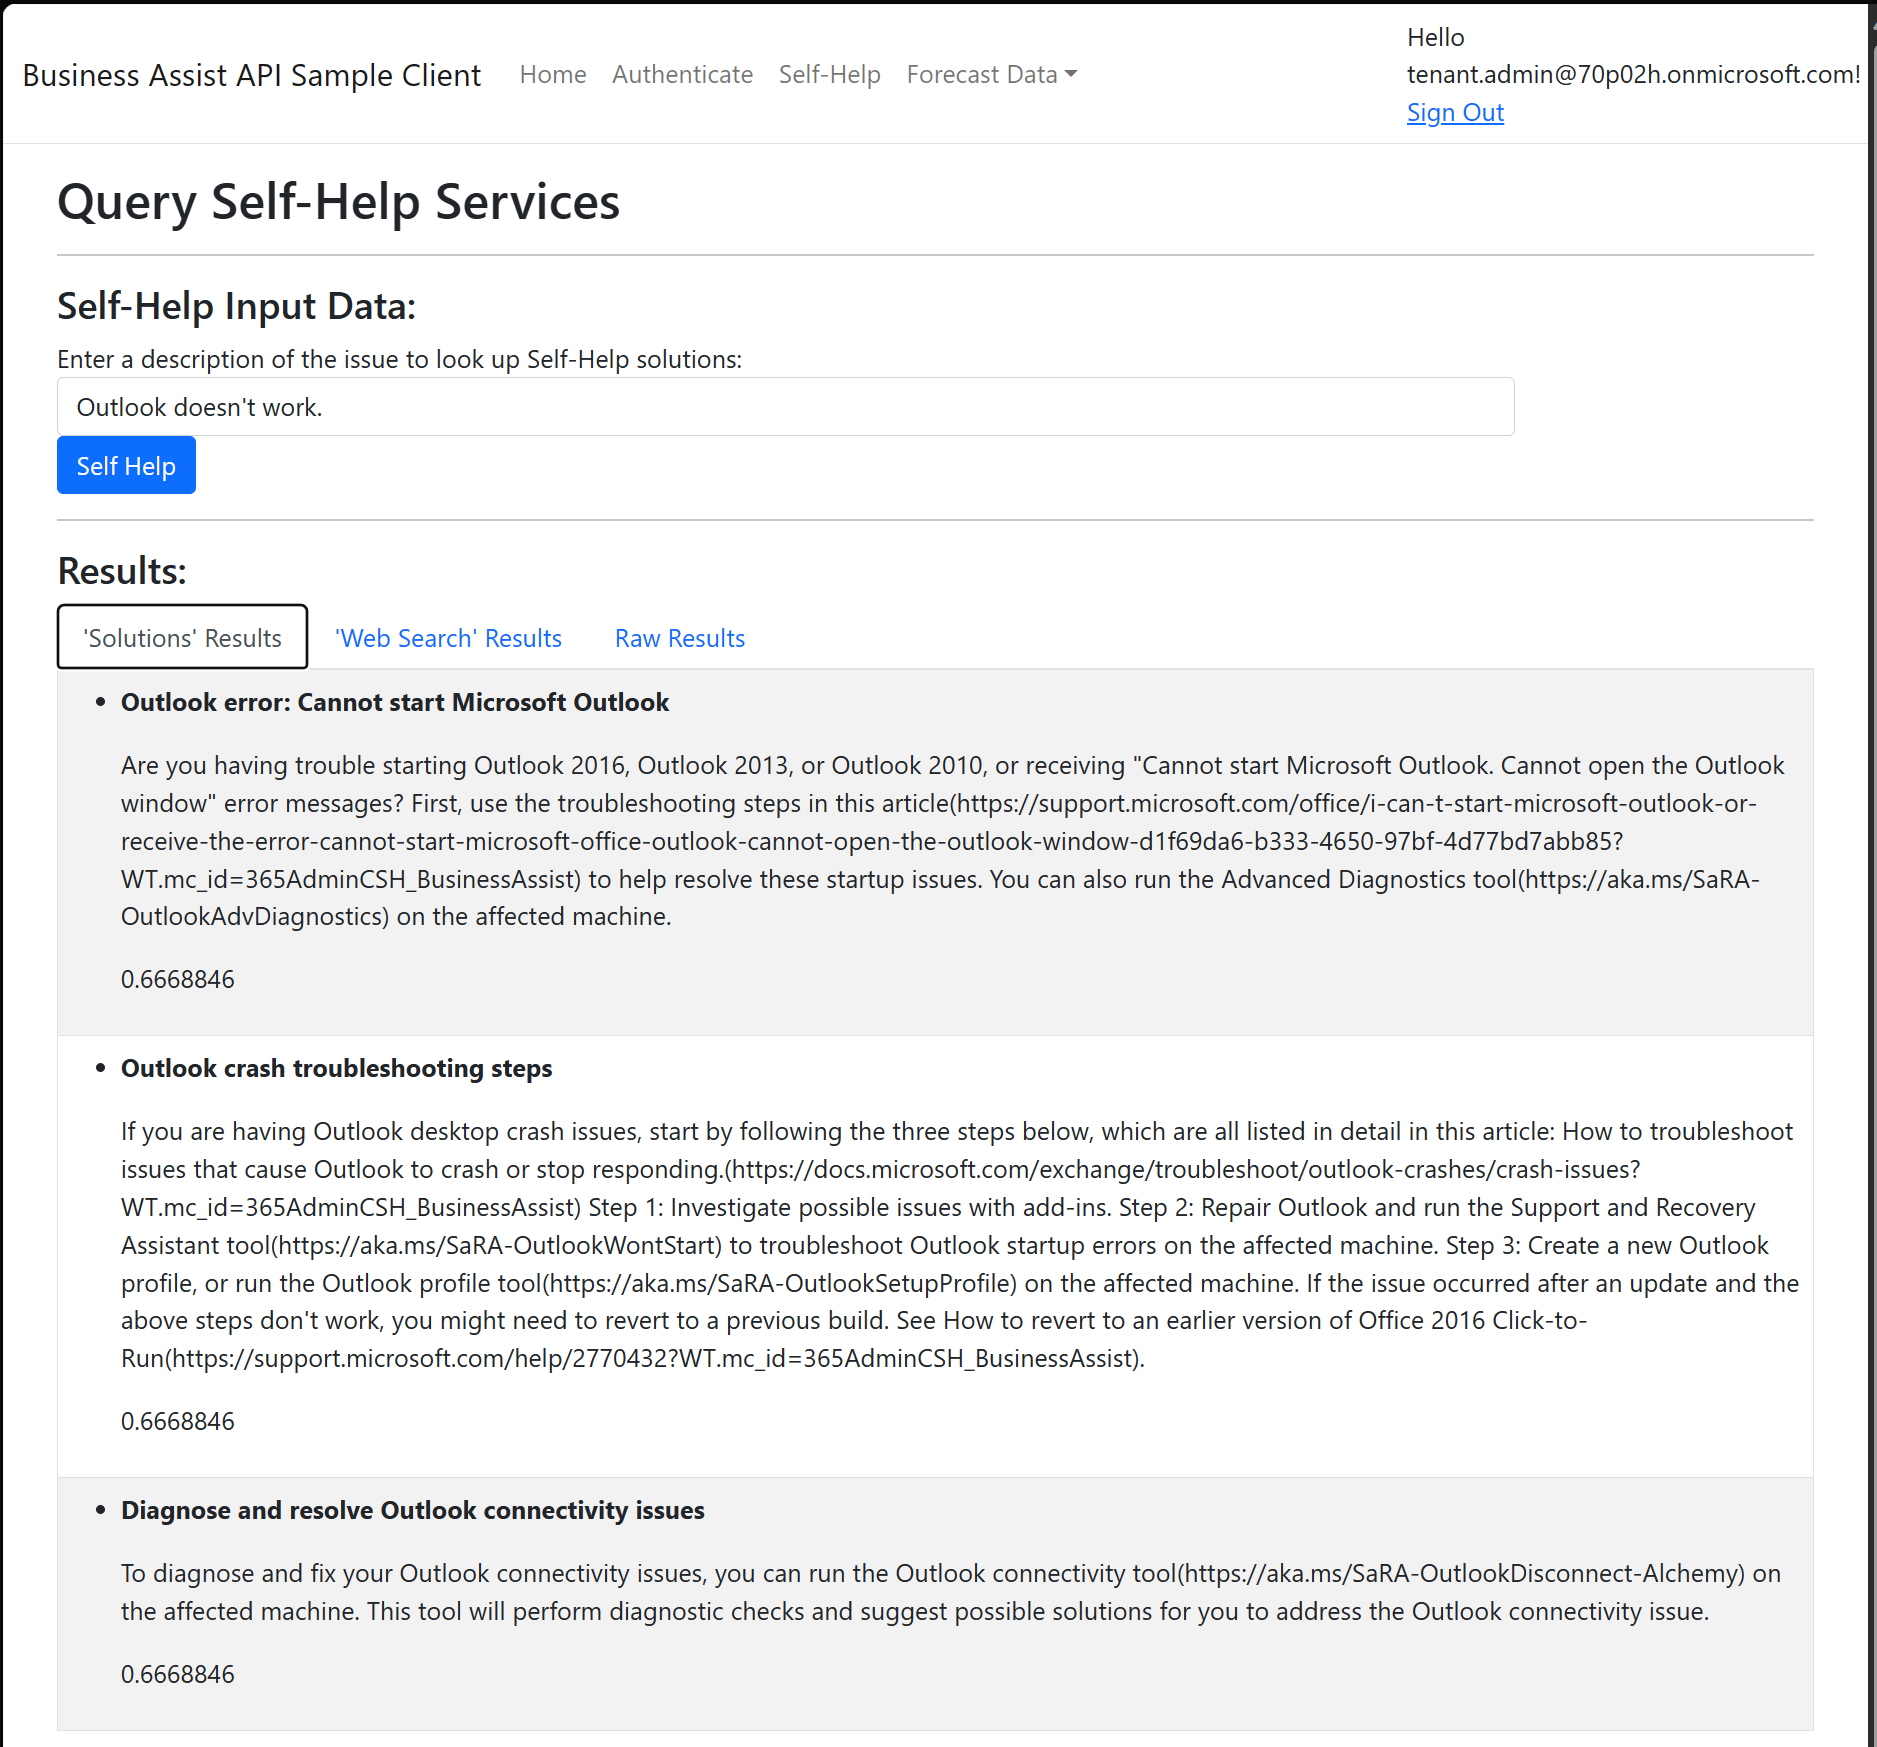 Business Assist API Sample Client
Home
Authenticate
Self-Help
Forecast Data
Hello
tenant.admin@70p02h.onmicrosoft.com!
Sign Out
Query Self-Help Services
Self-Help Input Data:
Enter a description of the issue to look up Self-Help solutions:
Outlook doesn't work.
Self Help
Results:
'Solutions' Results
'Web Search' Results
Raw Results
Outlook error: Cannot start Microsoft Outlook
Are you having trouble starting Outlook 2016, Outlook 2013, or Outlook 2010, or receiving "Cannot start Microsoft Outlook. Cannot open the Outlook
window" error messages? First, use the troubleshooting steps in this article(https://support.microsoft.com/office/i-can-t-start-microsoft-outlook-or-
receive-the-error-cannot-start-microsoft-office-outlook-cannot-open-the-outlook-window-d1f69da6-b333-4650-97bf-4d77bd7abb85?
WT.mc_id=365AdminCSH_BusinessAssist) to help resolve these startup issues. You can also run the Advanced Diagnostics tool(https://aka.ms/SaRA-
OutlookAdvDiagnostics) on the affected machine.
0.6668846
Outlook crash troubleshooting steps
If you are having Outlook desktop crash issues, start by following the three steps below, which are all listed in detail in this article: How to troubleshoot
issues that cause Outlook to crash or stop responding.(https://docs.microsoft.com/exchange/troubleshoot/outlook-crashes/crash-issues?
WT.mc_id=365AdminCSH_BusinessAssist) Step 1: Investigate possible issues with add-ins. Step 2: Repair Outlook and run the Support and Recovery
Assistant tool(https://aka.ms/SaRA-OutlookWontStart) to troubleshoot Outlook startup errors on the affected machine. Step 3: Create a new Outlook
profile, or run the Outlook profile tool(https://aka.ms/SaRA-OutlookSetupProfile) on the affected machine. If the issue occurred after an update and the
above steps don't work, you might need to revert to a previous build. See How to revert to an earlier version of Office 2016 Click-to-
Run(https://support.microsoft.com/help/2770432?WT.mc_id=365AdminCSH_BusinessAssist).
0.6668846
Diagnose and resolve Outlook connectivity issues
To diagnose and fix your Outlook connectivity issues, you can run the Outlook connectivity tool(https://aka.ms/SaRA-OutlookDisconnect-Alchemy) on
the affected machine. This tool will perform diagnostic checks and suggest possible solutions for you to address the Outlook connectivity issue.
0.6668846